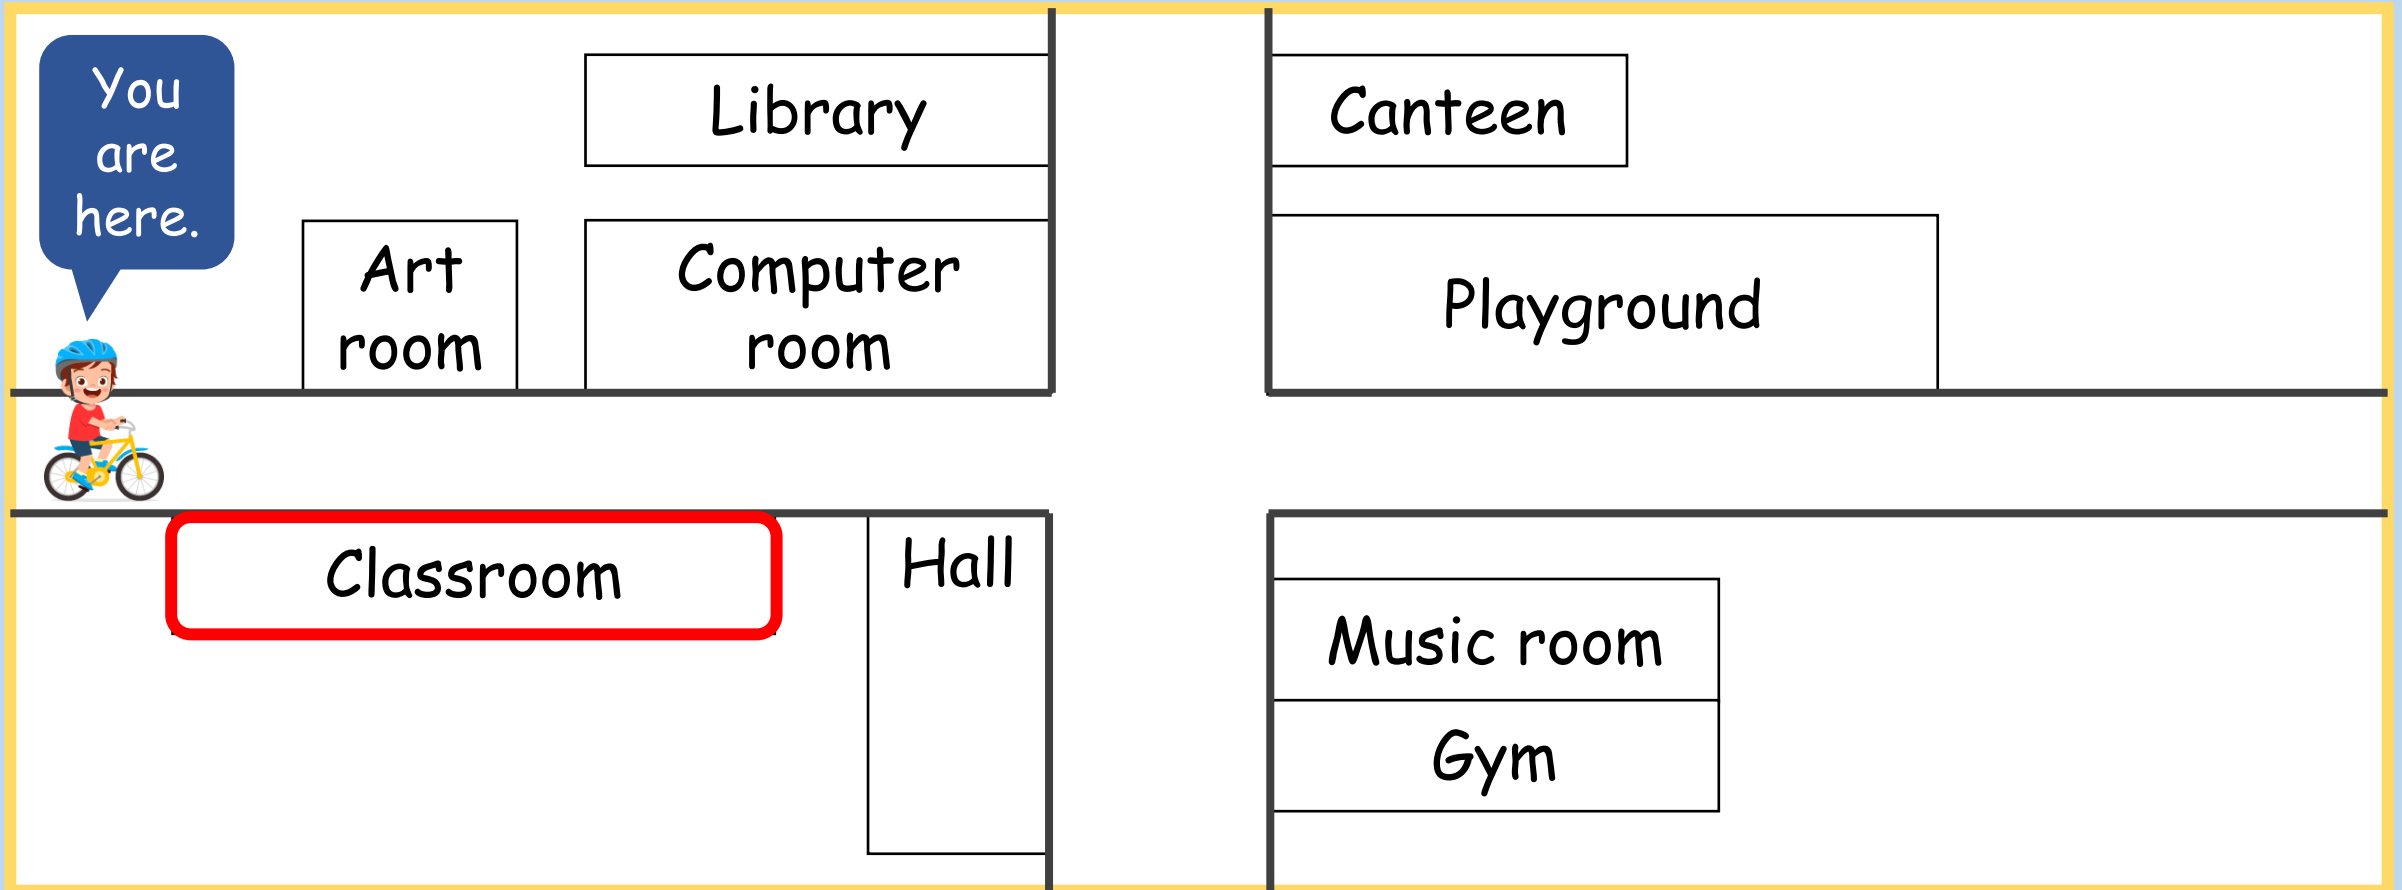 You
are
here.
Library
Canteen
Art
room
Computer
room
Playground
Classroom
Hall
Music room
Gym